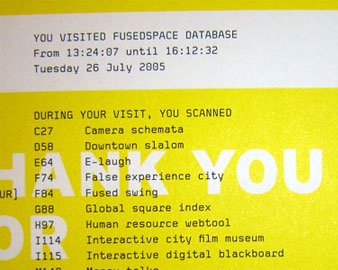 YOU VISITED FUSEDSPACE DATABASE
From 13:24:07 until 16:12:32
Tuesday 26 July 2005
DURING YOUR VISIT, YOU SCANNED
C27 Camera schemata
D58 Downtown slalom
E64 E-laugh
HANK YOU
F74 False experience city
UR] F84 Fused swing
G88 Global square index
H97 Human resource webtool
OR
I114 Interactive city film museum
I115 Interactive digital blackboard